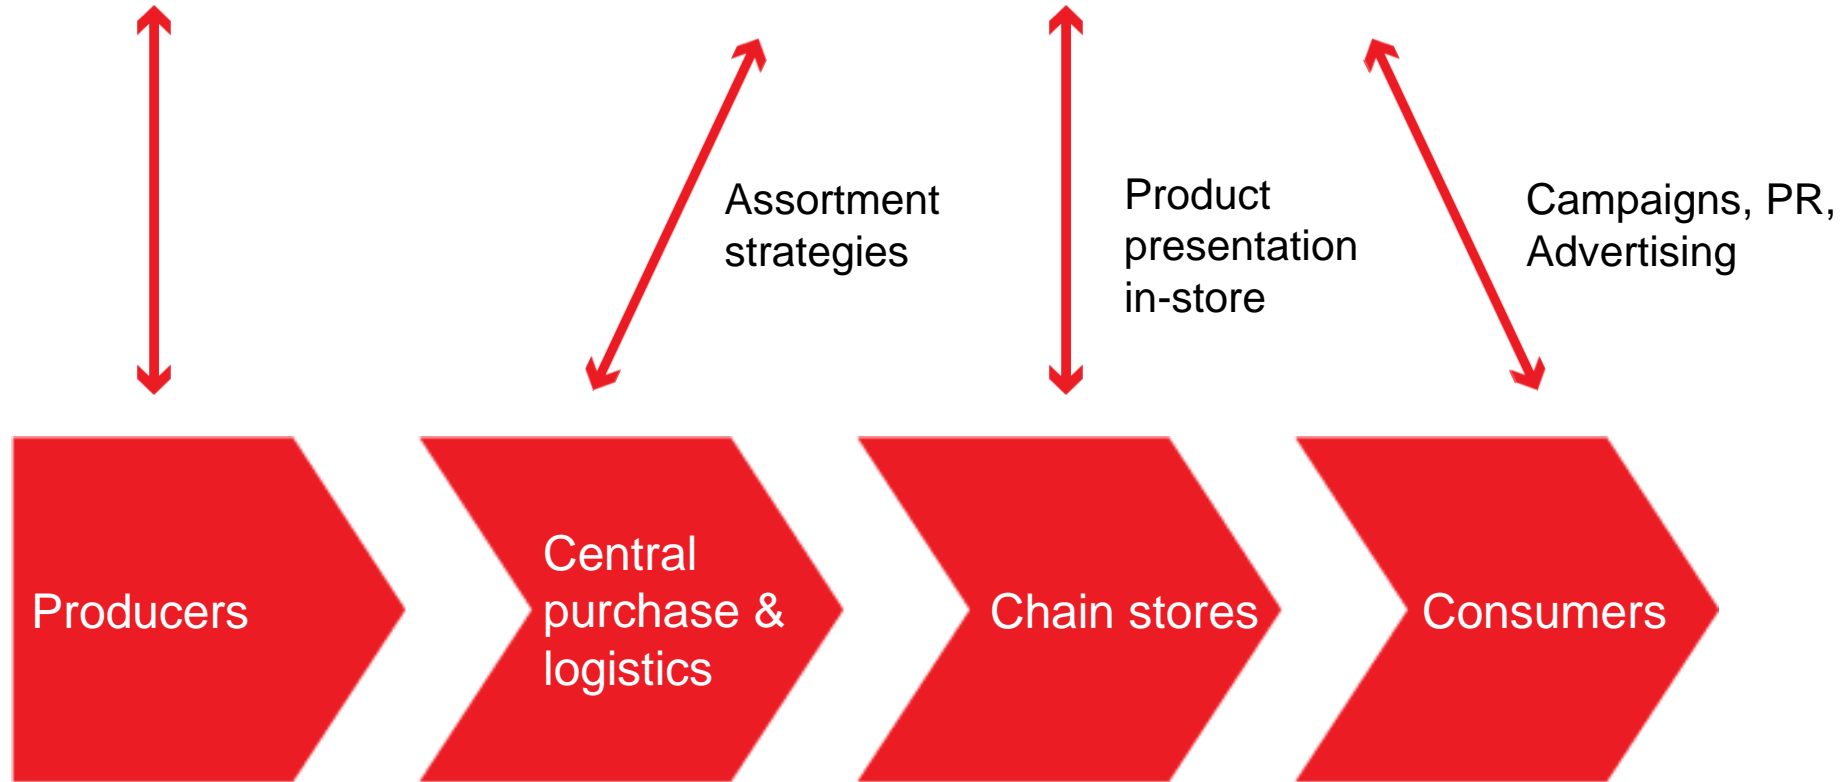 Assortment
strategies
Product
presentation
in-store
Campaigns, PR,
Advertising
Producers
Central
purchase &
logistics
Chain stores
Consumers